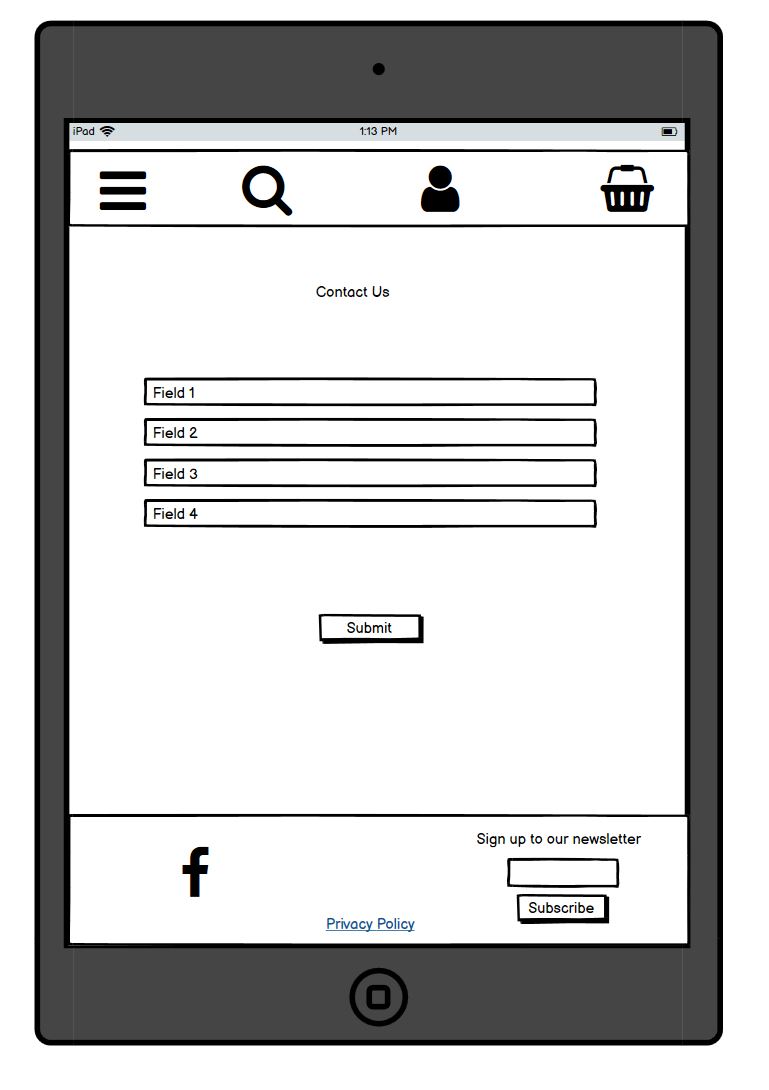 iPad 1:13 PM
Contact Us
Field 1
Field 2
Field 3
Field 4
Submit
Sign up to our newsletter
Subscribe
Privacy Policy